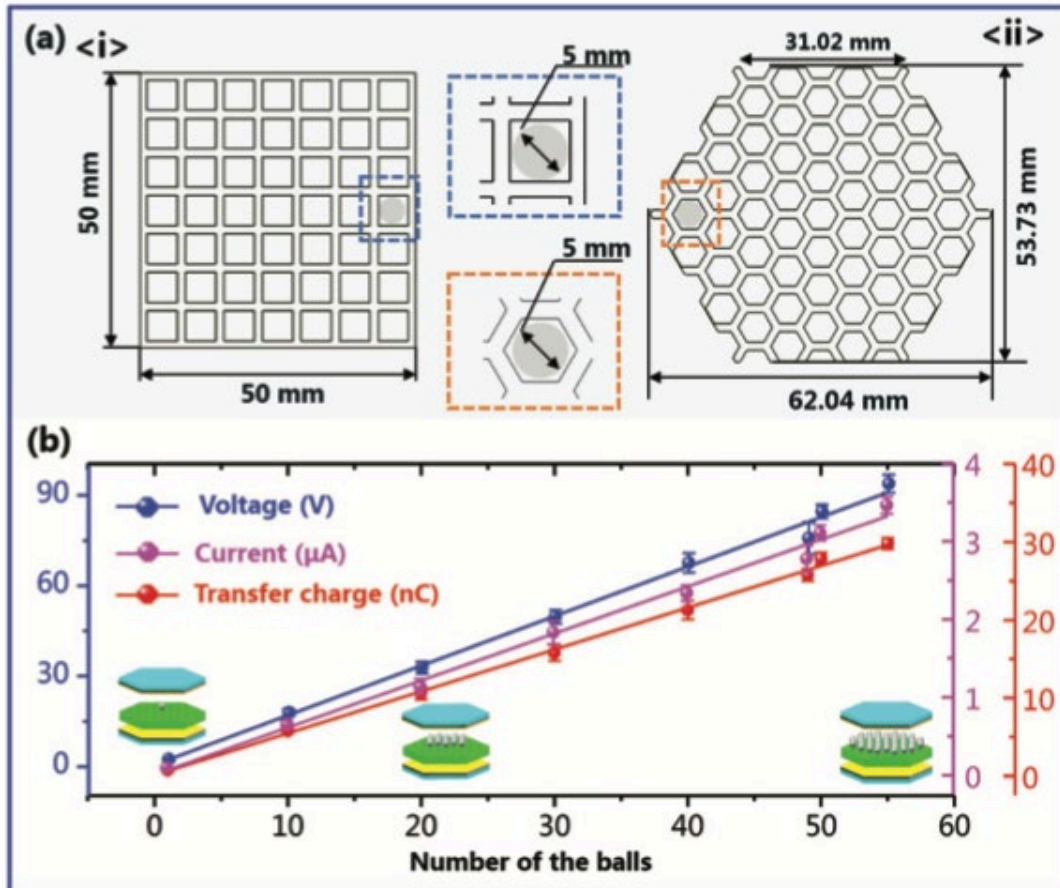 (a) <i>
31.02 mm
<ii>
5 mm
50 mm
53.73 mm
5 mm
50 mm
62.04 mm
(b)
90
60
30
0
Voltage (V)
Current (µA)
Transfer charge (nC)
4
3
2
1
0
40
30
20
10
0
0 10 20 30 40 50 60
Number of the balls